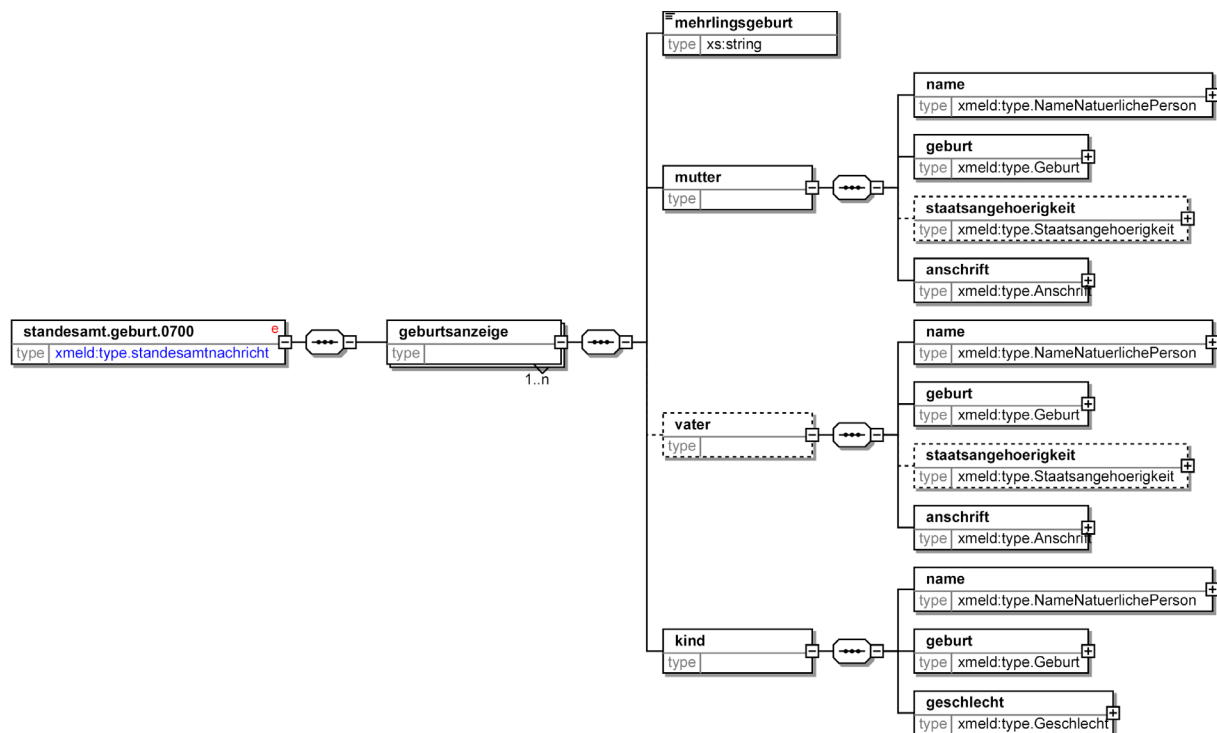 mehrlingsgeburt
type xs:string
name
type xmeld:type.NameNatuerlichePerson
geburt
type xmeld:type.Geburt
mutter
type
staatsangehoerigkeit
type xmeld:type.Staatsangehoerigkeit
anschrift
type xmeld:type.Anschrift
standesamt.geburt.0700 e
type xmeld:type.standesamtnachricht
geburtsanzeige
type
1..n
name
type xmeld:type.NameNatuerlichePerson
geburt
type xmeld:type.Geburt
vater
type
staatsangehoerigkeit
type xmeld:type.Staatsangehoerigkeit
anschrift
type xmeld:type.Anschrift
name
type xmeld:type.NameNatuerlichePerson
kind
type
geburt
type xmeld:type.Geburt
geschlecht
type xmeld:type.Geschlecht